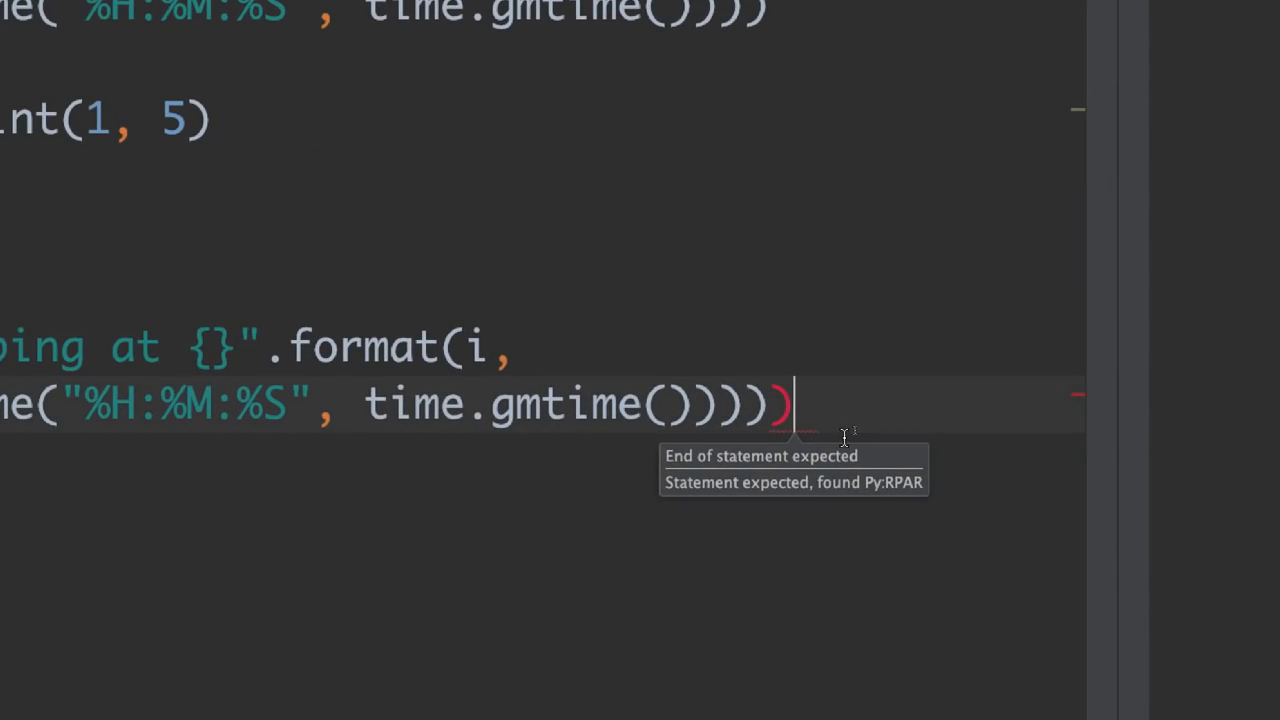 me("%H:%M:%S", time.gmtime())))
int(1, 5)
ping at {}".format(i,
me("%H:%M:%S", time.gmtime()))))
End of statement expected
Statement expected, found Py:RPAR